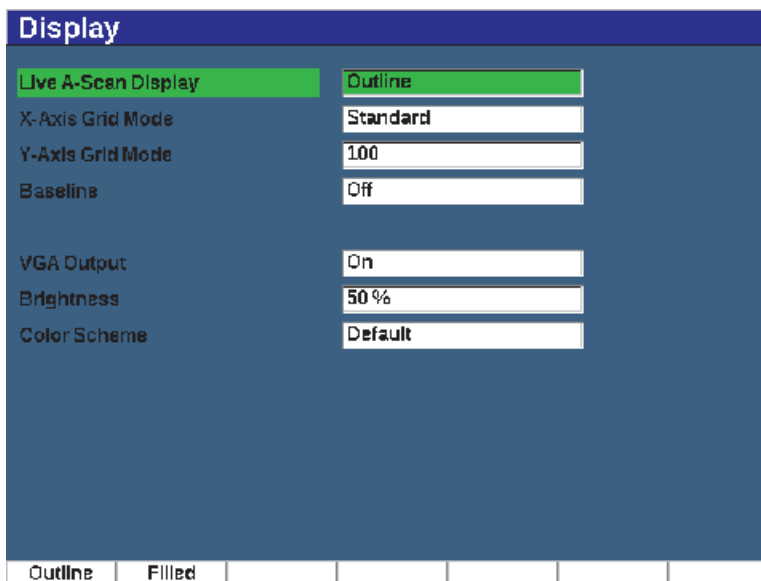 Display
Live A-Scan Display Outline
X-Axis Grid Mode Standard
Y-Axis Grid Mode 100
Baseline Off
VGA Output On
Brightness 50 %
Color Scheme Default
Outline Filled